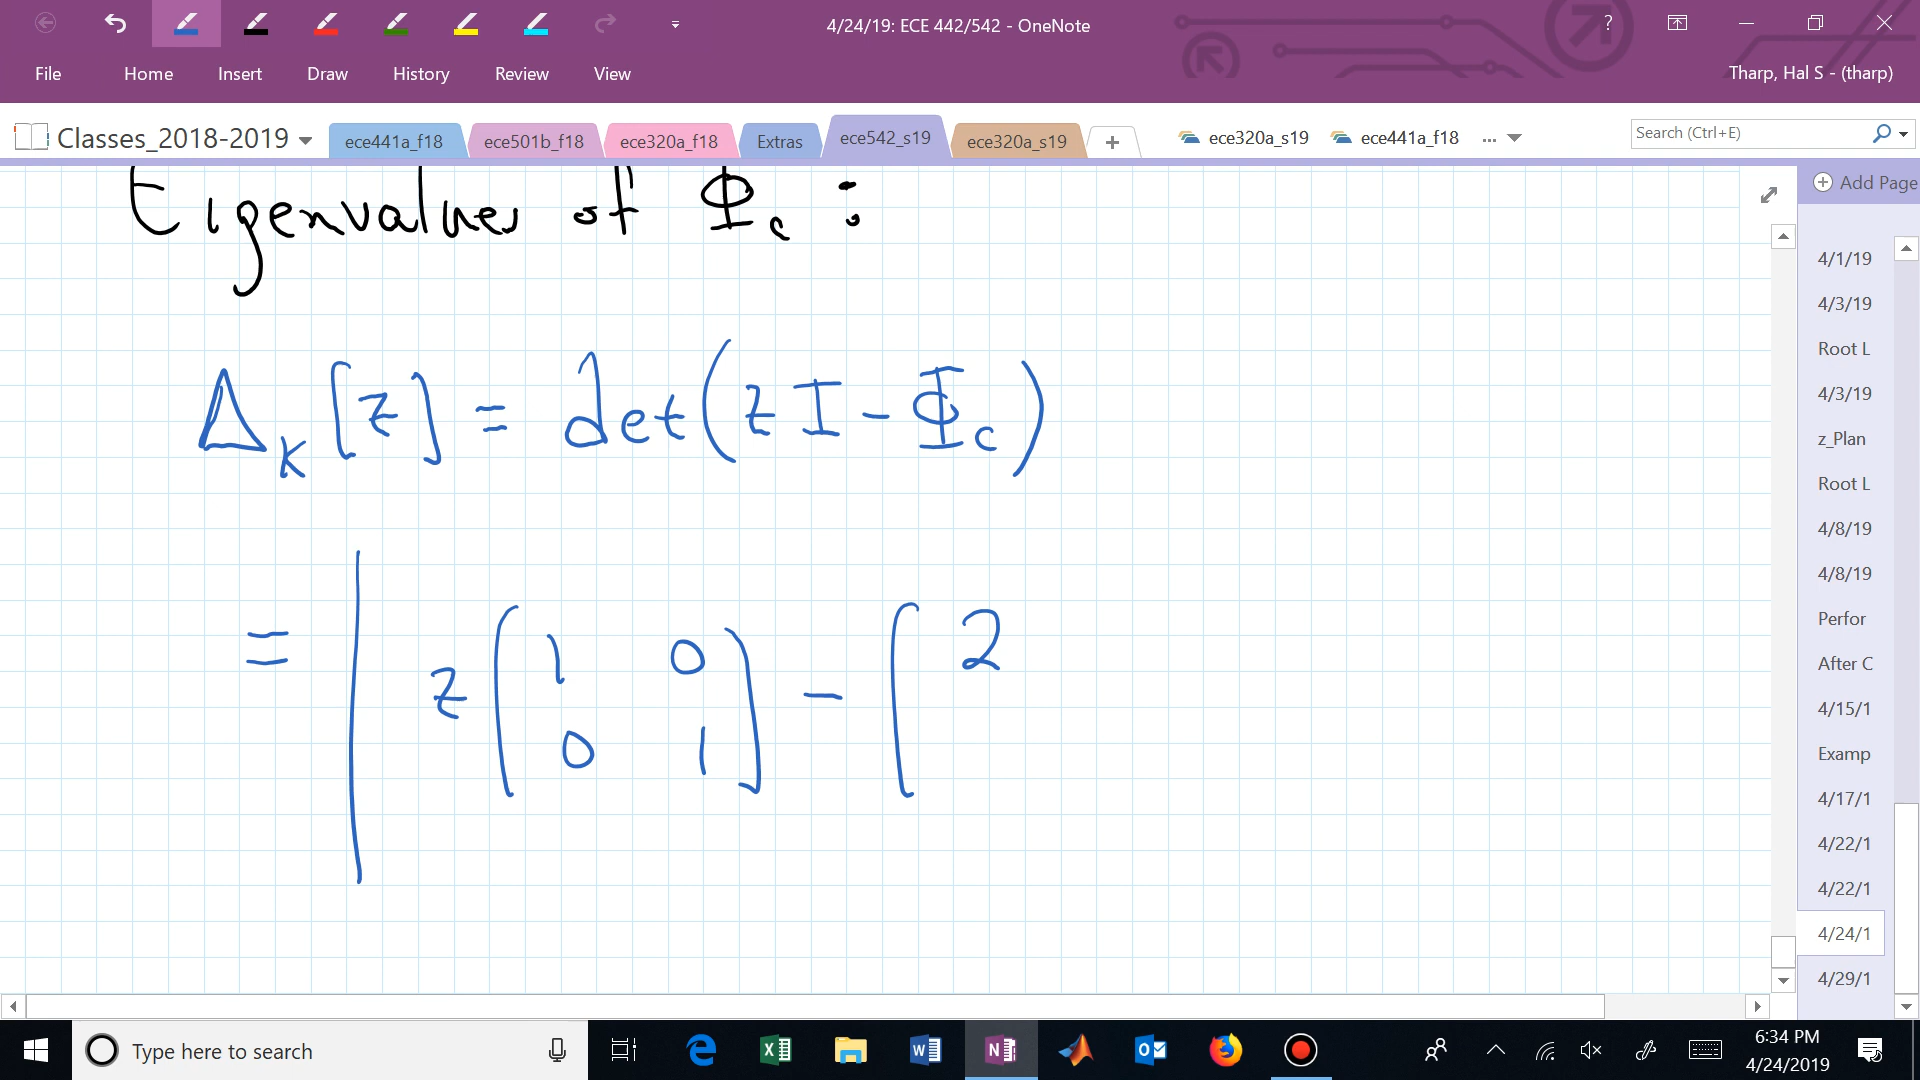 4/24/19: ECE 442/542 - OneNote
?
File Home Insert Draw History Review View
Tharp, Hal S - (tharp)
Classes_2018-2019
ece441a_f18 ece501b_f18 ece320a_f18 Extras ece542_s19 ece320a_s19 +
ece320a_s19 ece441a_f18 ...
Search (Ctrl+E)
Add Page
4/1/19
4/3/19
Root L
4/3/19
z_Plan
Root L
4/8/19
4/8/19
Perfor
After C
4/15/1
Examp
4/17/1
4/22/1
4/22/1
4/24/1
4/29/1
Eigenvalues of Φc :
Δk [z] = det(z I - Φc)
= | z [1 0
0 1] - [2
Type here to search
6:34 PM
4/24/2019